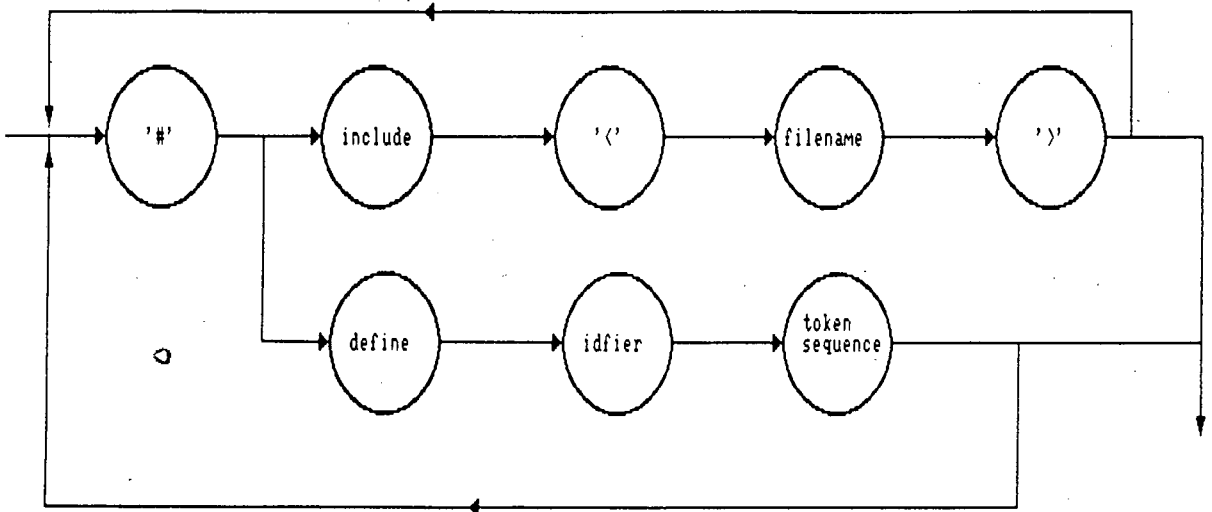 '#'
include
'<'
filename
'>'
define
idfier
token
sequence